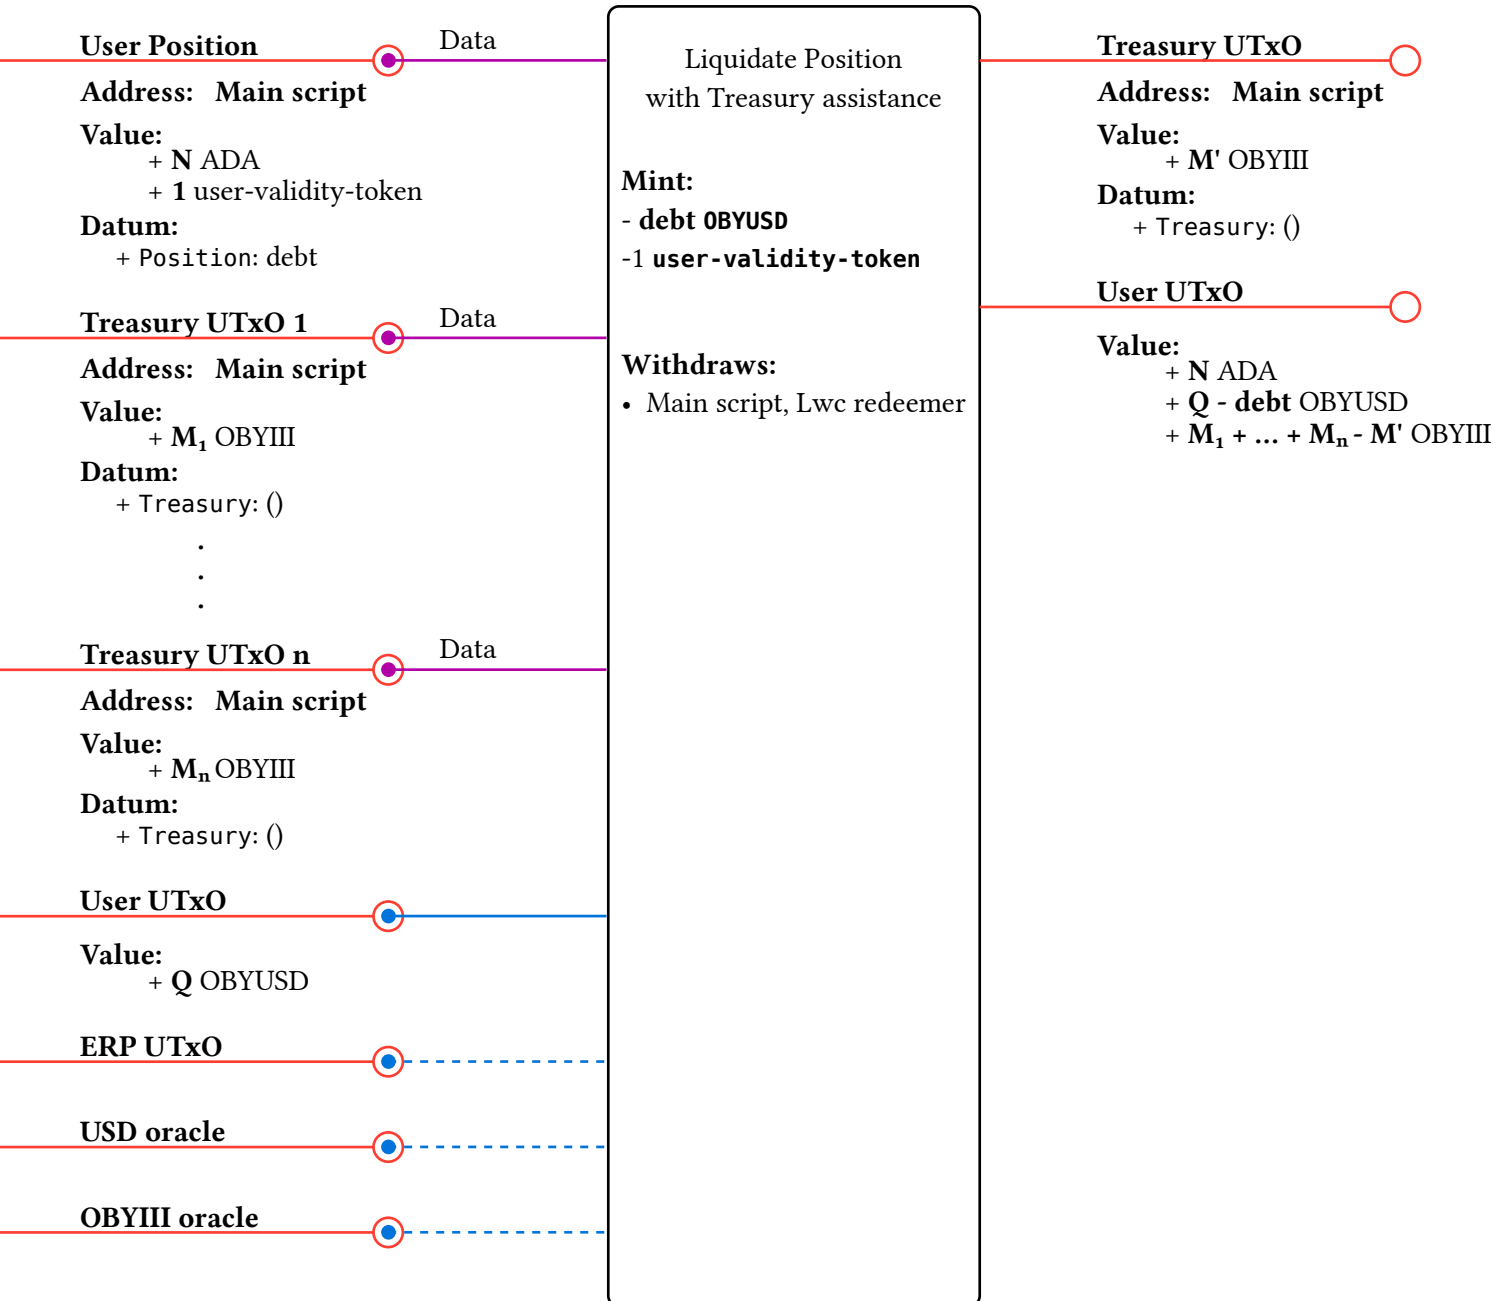 User Position
Data
Address: Main script
Value:
+ N ADA
+ 1 user-validity-token
Datum:
+ Position: debt
Treasury UTxO 1
Data
Address: Main script
Value:
+ M₁ OBYIII
Datum:
+ Treasury: ()
.
.
.
Treasury UTxO n
Data
Address: Main script
Value:
+ Mₙ OBYIII
Datum:
+ Treasury: ()
User UTxO
Value:
+ Q OBYUSD
ERP UTxO
USD oracle
OBYIII oracle
Liquidate Position
with Treasury assistance
Mint:
- debt OBYUSD
-1 user-validity-token
Withdraws:
• Main script, Lwc redeemer
Treasury UTxO
Address: Main script
Value:
+ M' OBYIII
Datum:
+ Treasury: ()
User UTxO
Value:
+ N ADA
+ Q - debt OBYUSD
+ M₁ + ... + Mₙ - M' OBYIII